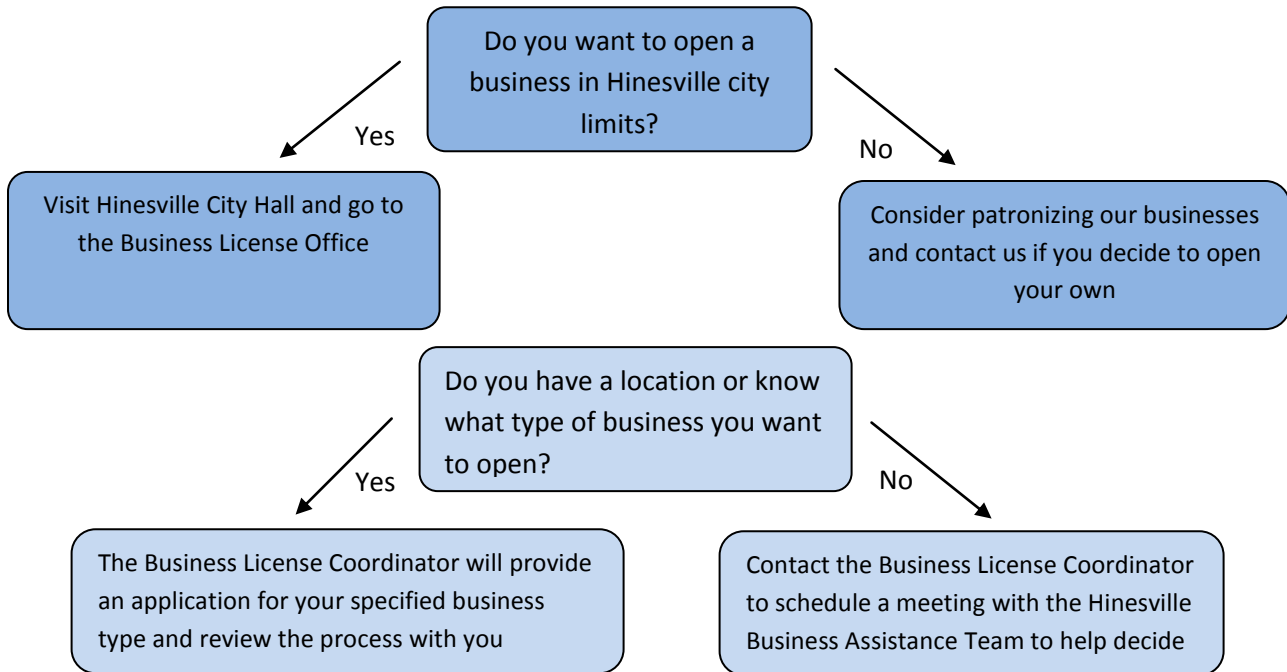 Do you want to open a
business in Hinesville city
limits?
Yes
No
Visit Hinesville City Hall and go to
the Business License Office
Consider patronizing our businesses
and contact us if you decide to open
your own
Do you have a location or know
what type of business you want
to open?
Yes
No
The Business License Coordinator will provide
an application for your specified business
type and review the process with you
Contact the Business License Coordinator
to schedule a meeting with the Hinesville
Business Assistance Team to help decide